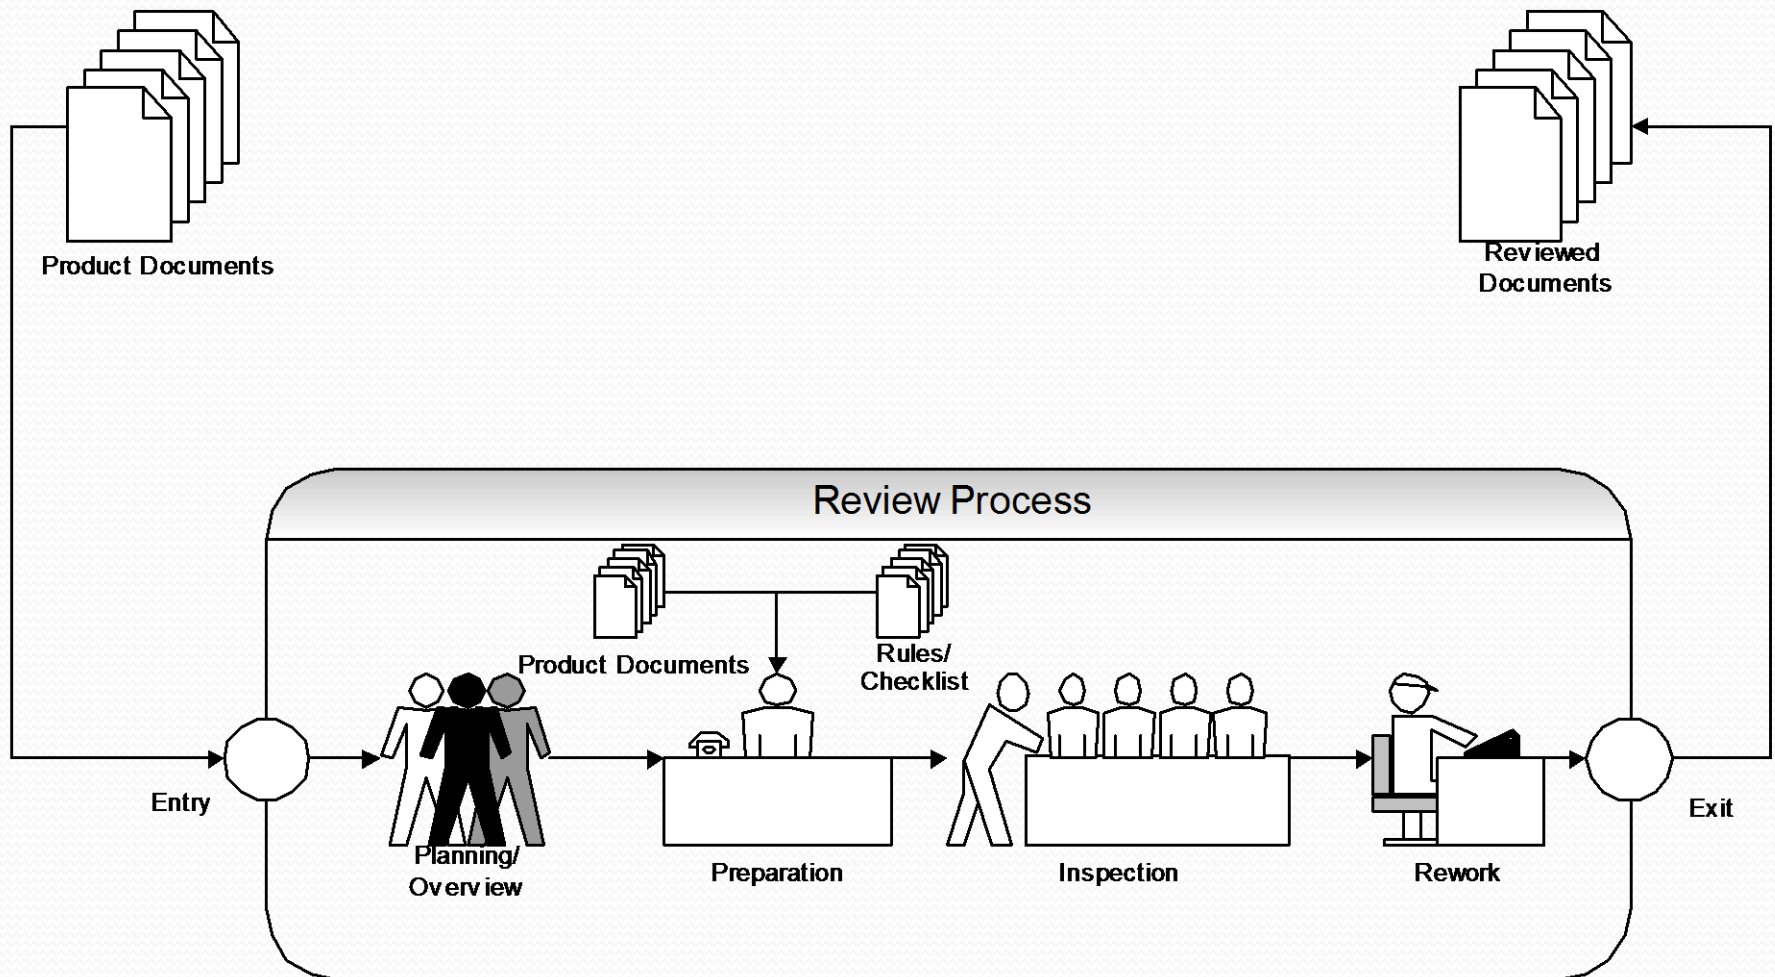 Product Documents
Reviewed
Documents
Review Process
Product Documents
Rules/
Checklist
Entry
Planning/
Overview
Preparation
Inspection
Rework
Exit